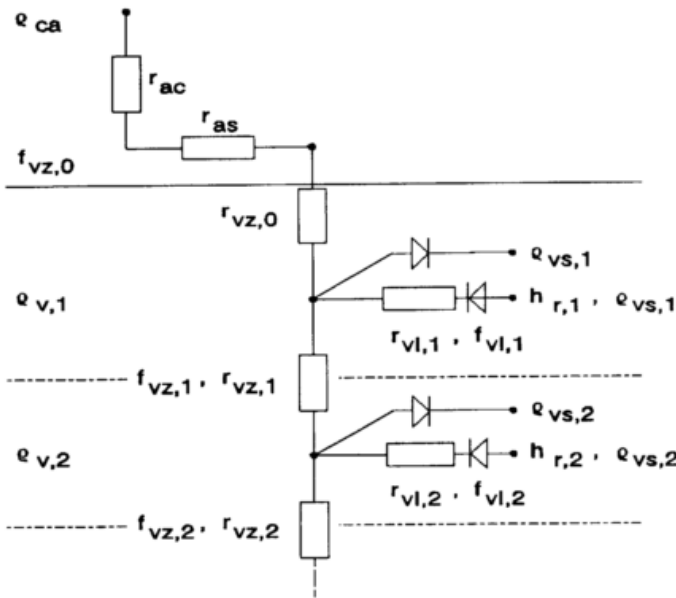 ϱ ca
r ac
r as
f vz,0
r vz,0
ϱ vs,1
ϱ v,1
h r,1 , ϱ vs,1
r vl,1 , f vl,1
f vz,1 , r vz,1
ϱ vs,2
ϱ v,2
h r,2 , ϱ vs,2
r vl,2 , f vl,2
f vz,2 , r vz,2